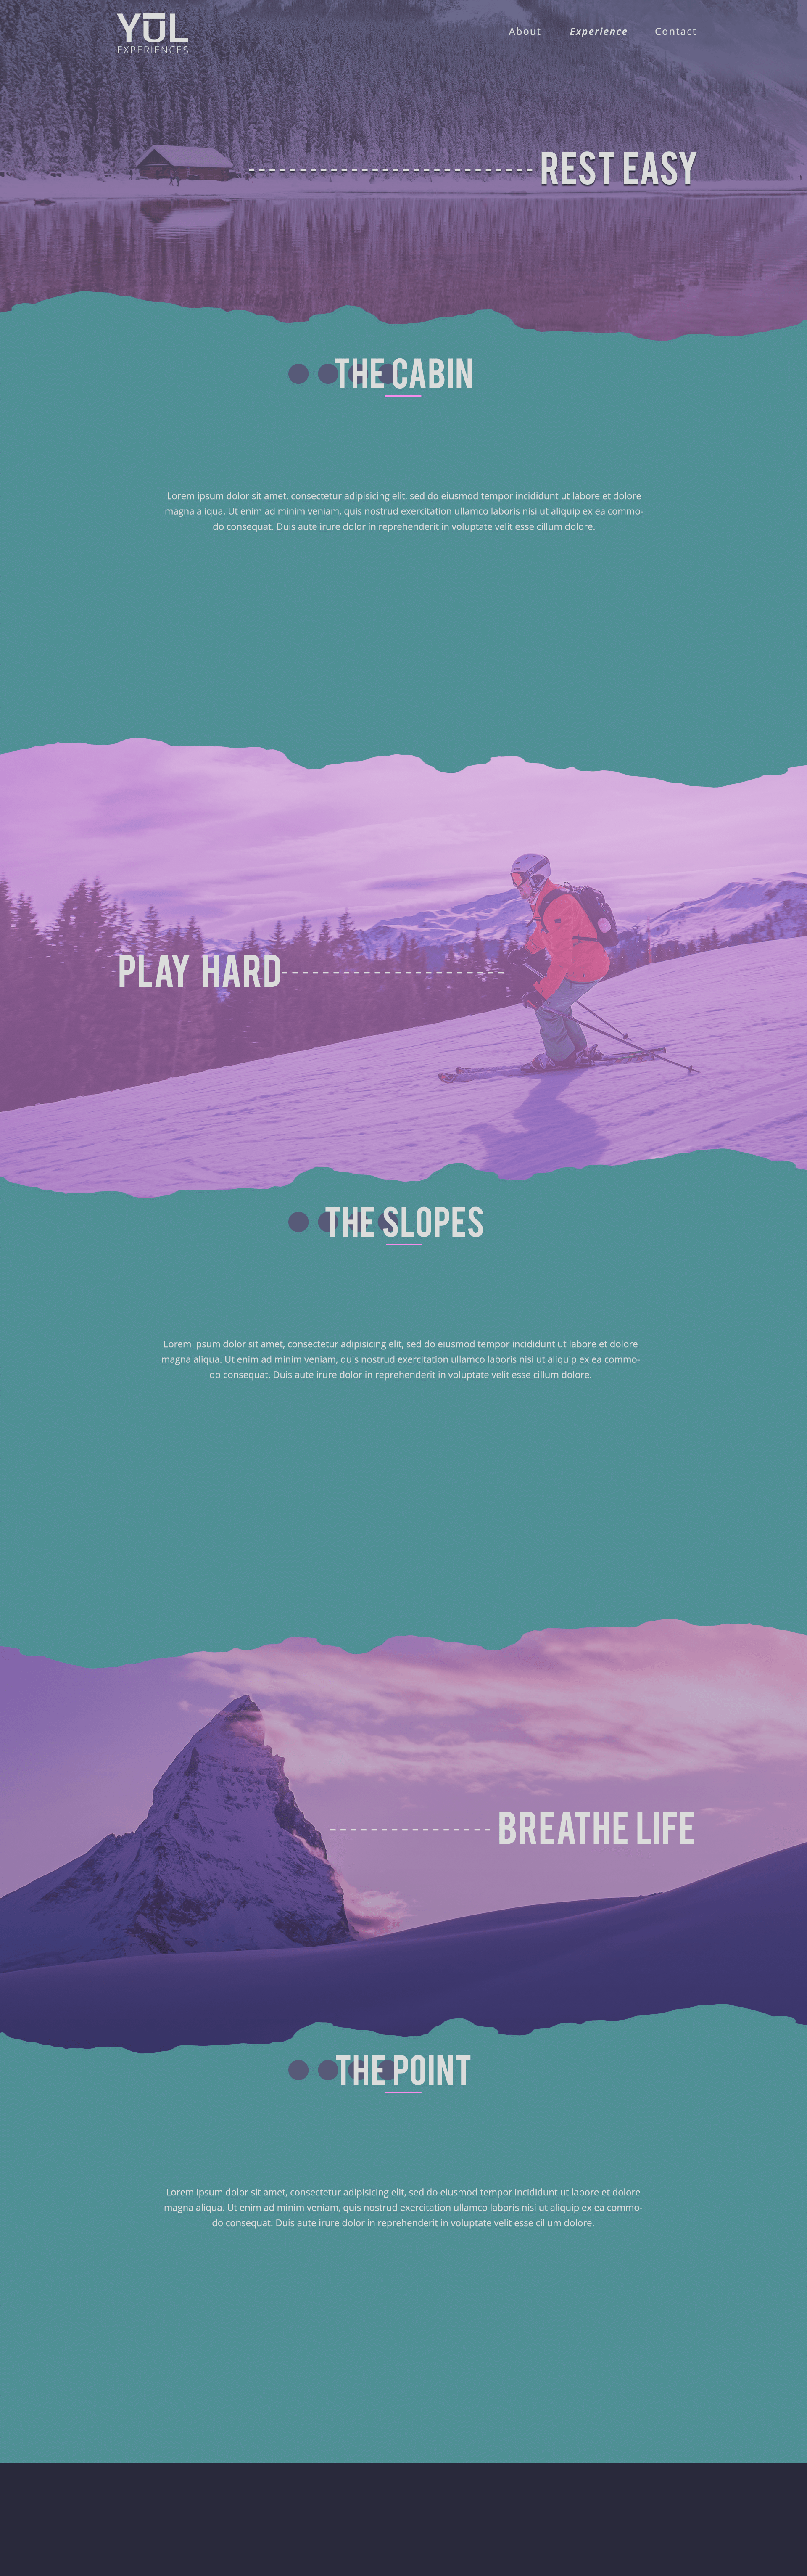 YŪL
EXPERIENCES
About Experience Contact
REST EASY
THE CABIN
Lorem ipsum dolor sit amet, consectetur adipisicing elit, sed do eiusmod tempor incididunt ut labore et dolore
magna aliqua. Ut enim ad minim veniam, quis nostrud exercitation ullamco laboris nisi ut aliquip ex ea commo-
do consequat. Duis aute irure dolor in reprehenderit in voluptate velit esse cillum dolore.
PLAY HARD
THE SLOPES
Lorem ipsum dolor sit amet, consectetur adipisicing elit, sed do eiusmod tempor incididunt ut labore et dolore
magna aliqua. Ut enim ad minim veniam, quis nostrud exercitation ullamco laboris nisi ut aliquip ex ea commo-
do consequat. Duis aute irure dolor in reprehenderit in voluptate velit esse cillum dolore.
BREATHE LIFE
THE POINT
Lorem ipsum dolor sit amet, consectetur adipisicing elit, sed do eiusmod tempor incididunt ut labore et dolore
magna aliqua. Ut enim ad minim veniam, quis nostrud exercitation ullamco laboris nisi ut aliquip ex ea commo-
do consequat. Duis aute irure dolor in reprehenderit in voluptate velit esse cillum dolore.